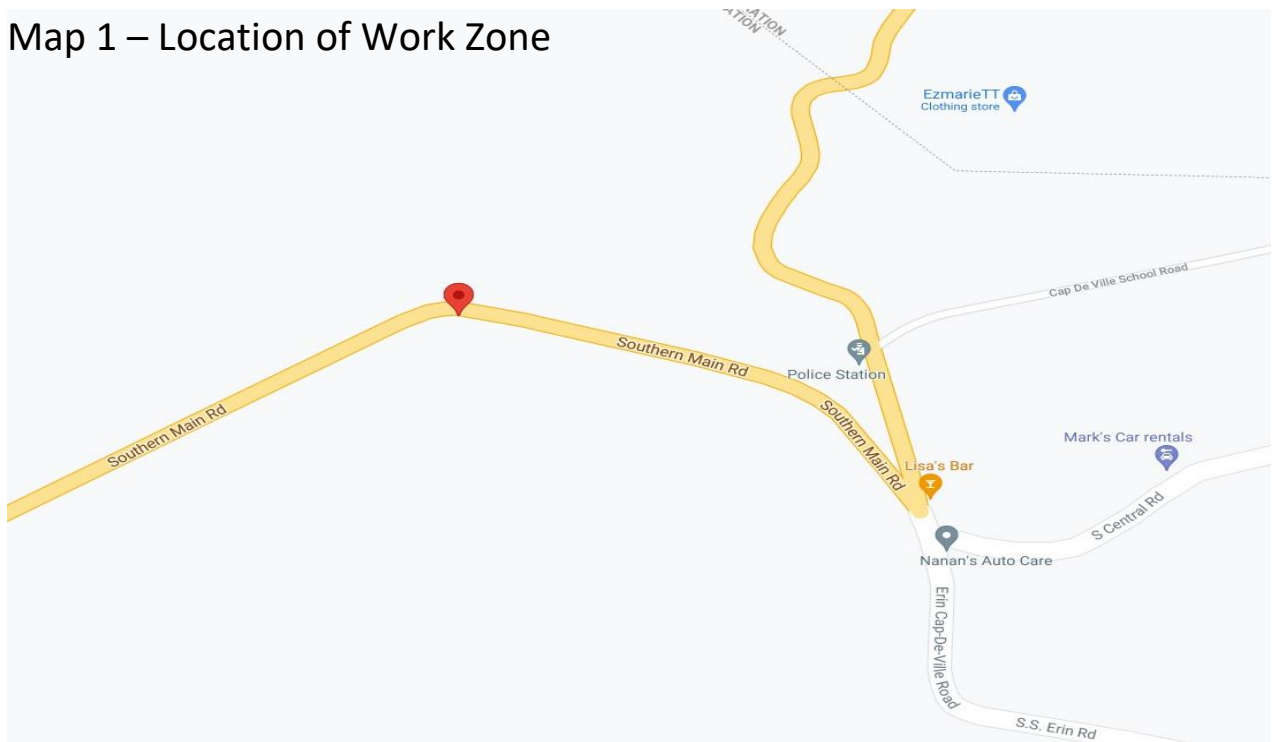 Map 1 – Location of Work Zone
EzmarieTT
Clothing store
Cap De Ville School Road
Southern Main Rd
Police Station
Southern Main Rd
Southern Main Rd
Mark's Car rentals
Lisa's Bar
S Central Rd
Nanan's Auto Care
Erin Cap-De-Ville Road
S.S. Erin Rd